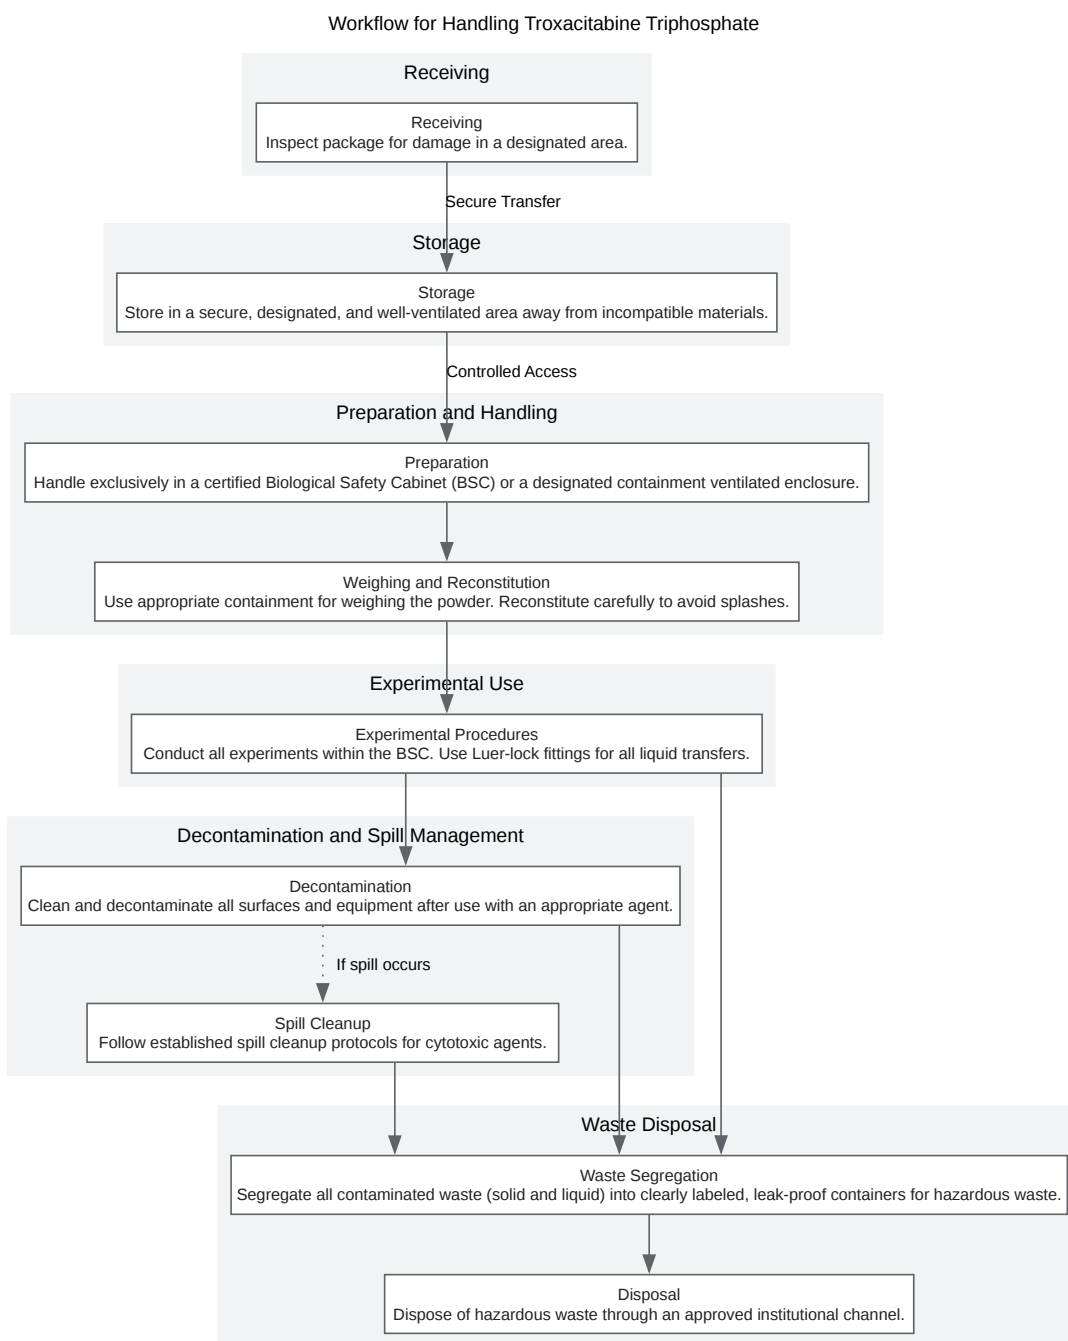 Workflow for Handling Troxacitabine Triphosphate
Receiving
Receiving
Inspect package for damage in a designated area.
Secure Transfer
Storage
Storage
Store in a secure, designated, and well-ventilated area away from incompatible materials.
Controlled Access
Preparation and Handling
Preparation
Handle exclusively in a certified Biological Safety Cabinet (BSC) or a designated containment ventilated enclosure.
Weighing and Reconstitution
Use appropriate containment for weighing the powder. Reconstitute carefully to avoid splashes.
Experimental Use
Experimental Procedures
Conduct all experiments within the BSC. Use Luer-lock fittings for all liquid transfers.
Decontamination and Spill Management
Decontamination
Clean and decontaminate all surfaces and equipment after use with an appropriate agent.
If spill occurs
Spill Cleanup
Follow established spill cleanup protocols for cytotoxic agents.
Waste Disposal
Waste Segregation
Segregate all contaminated waste (solid and liquid) into clearly labeled, leak-proof containers for hazardous waste.
Disposal
Dispose of hazardous waste through an approved institutional channel.